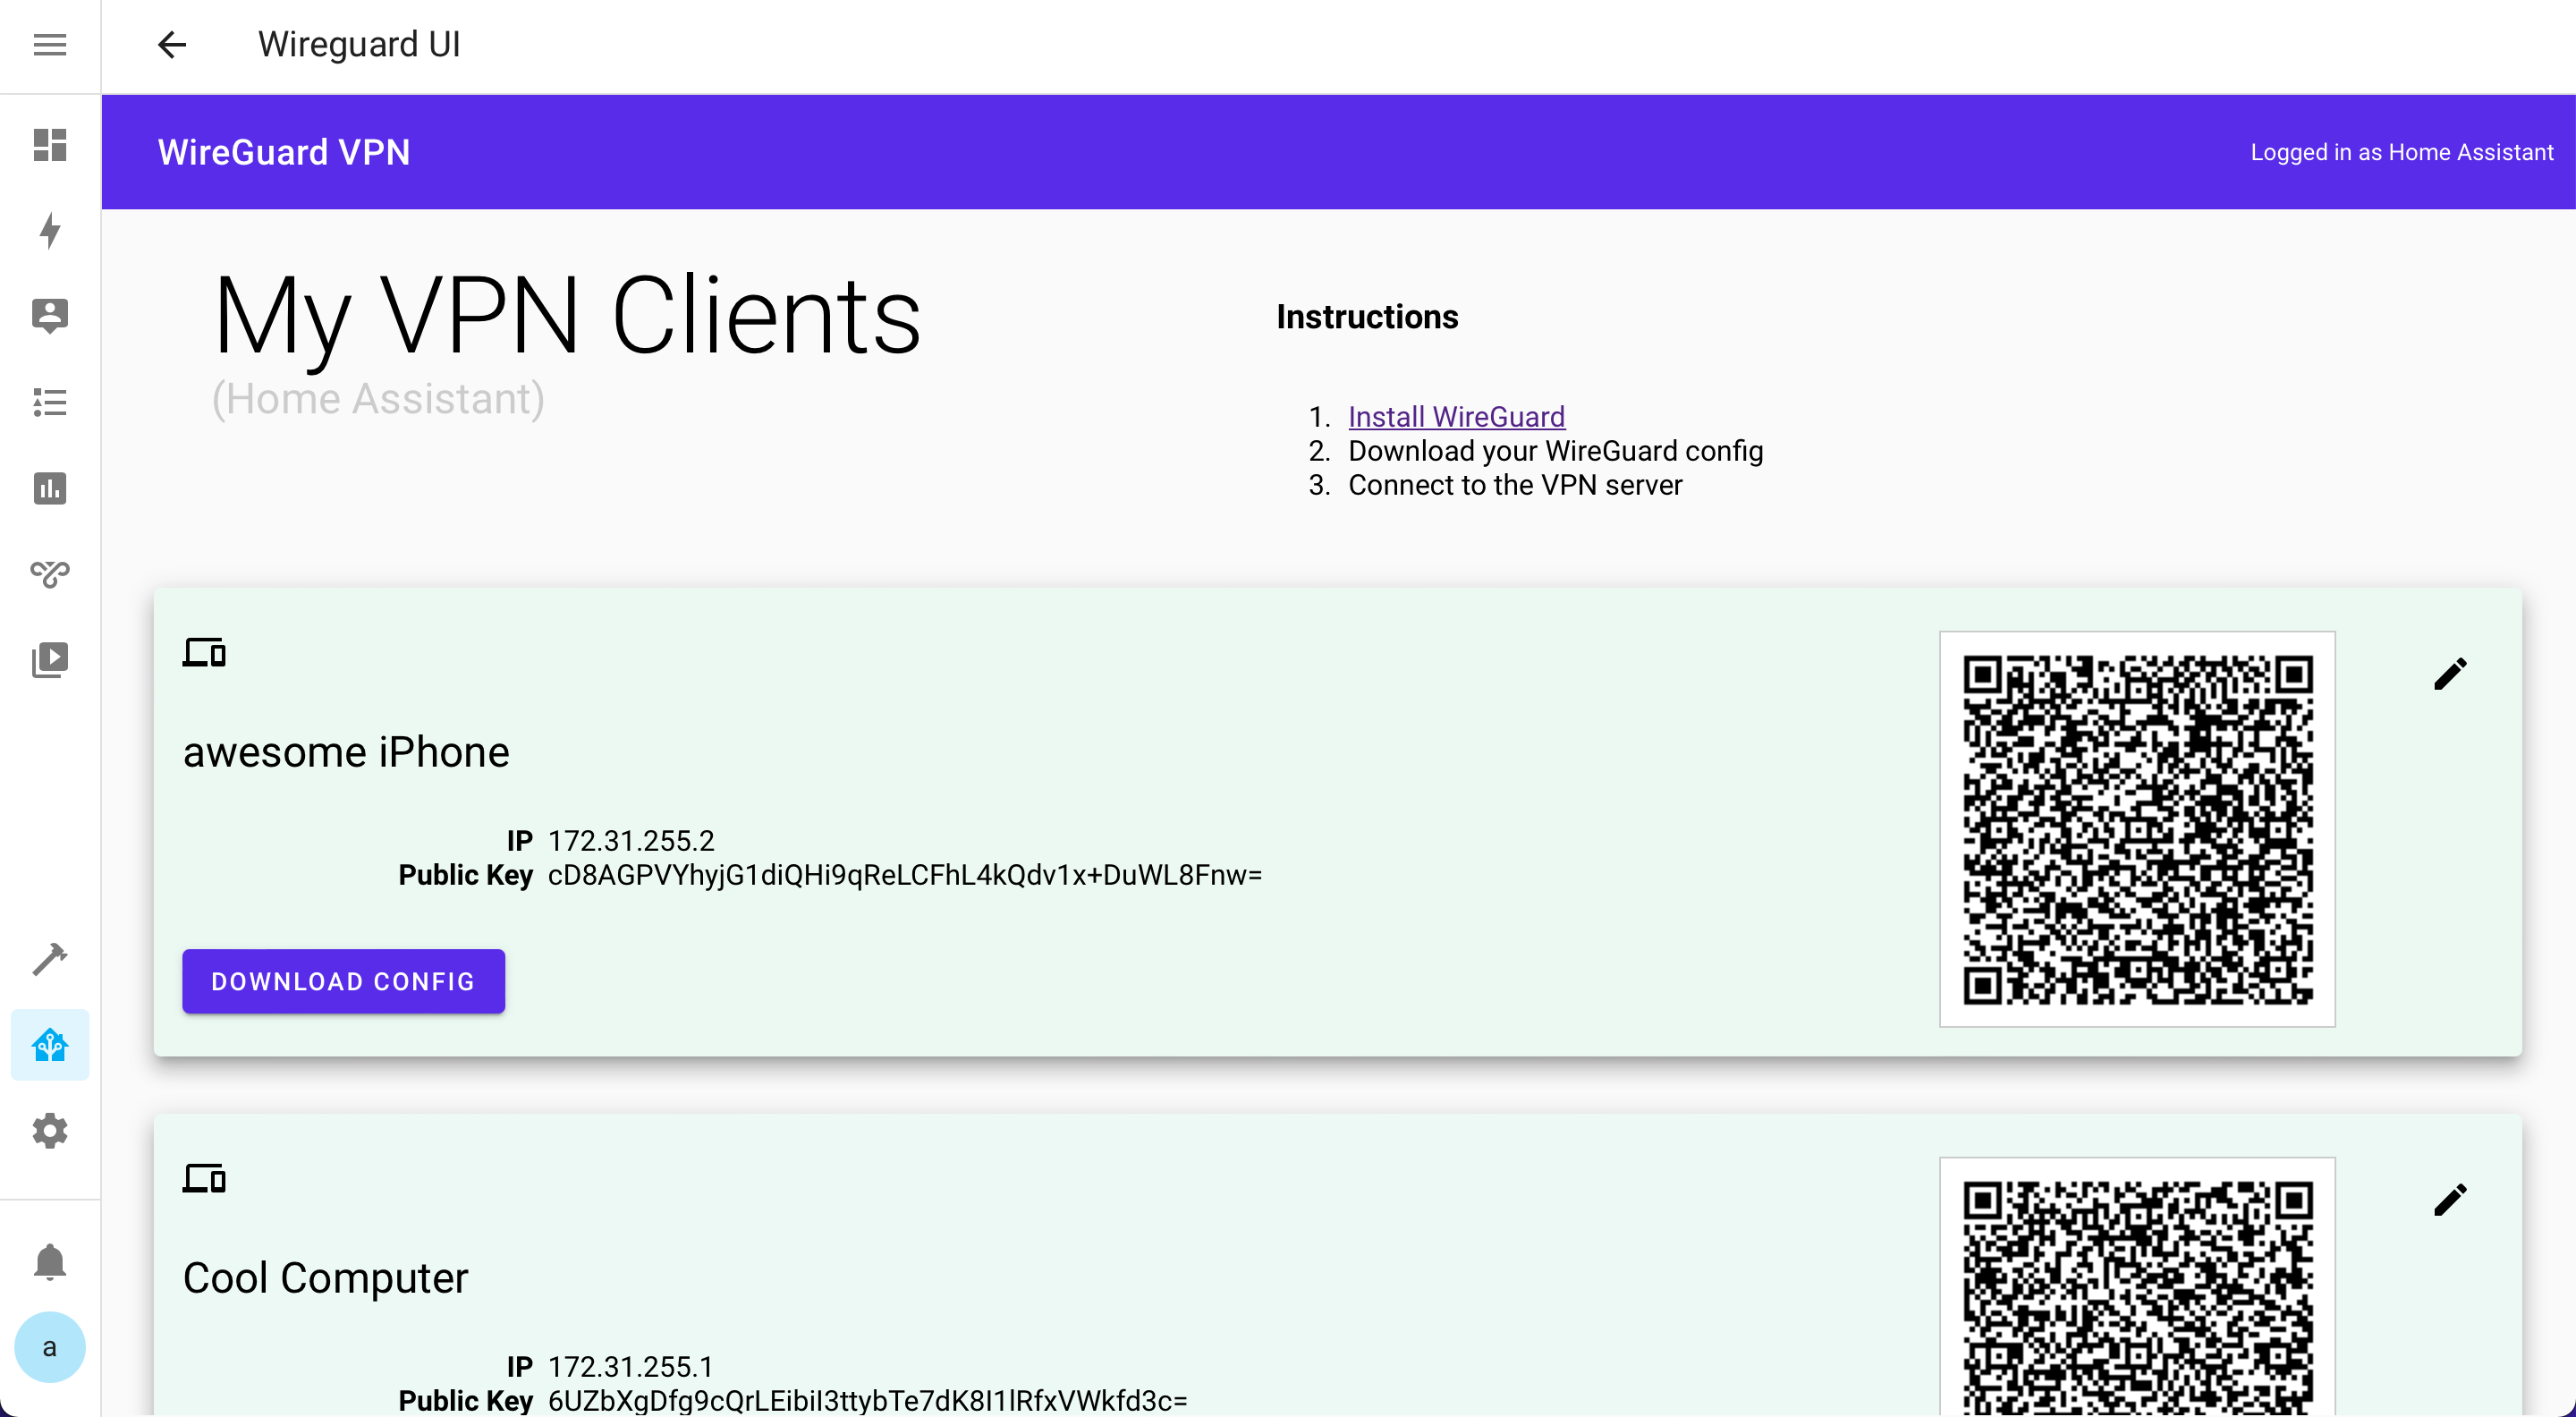 Wireguard UI
WireGuard VPN
Logged in as Home Assistant
My VPN Clients
(Home Assistant)
Instructions
1. Install WireGuard
2. Download your WireGuard config
3. Connect to the VPN server
awesome iPhone
IP 172.31.255.2
Public Key cD8AGPVYhyjG1diQHi9qReLCFhL4kQdv1x+DuWL8Fnw=
DOWNLOAD CONFIG
Cool Computer
IP 172.31.255.1
Public Key 6UZbXgDfg9cQrLEibiI3ttybTe7dK8I1lRfxVWkfd3c=
a